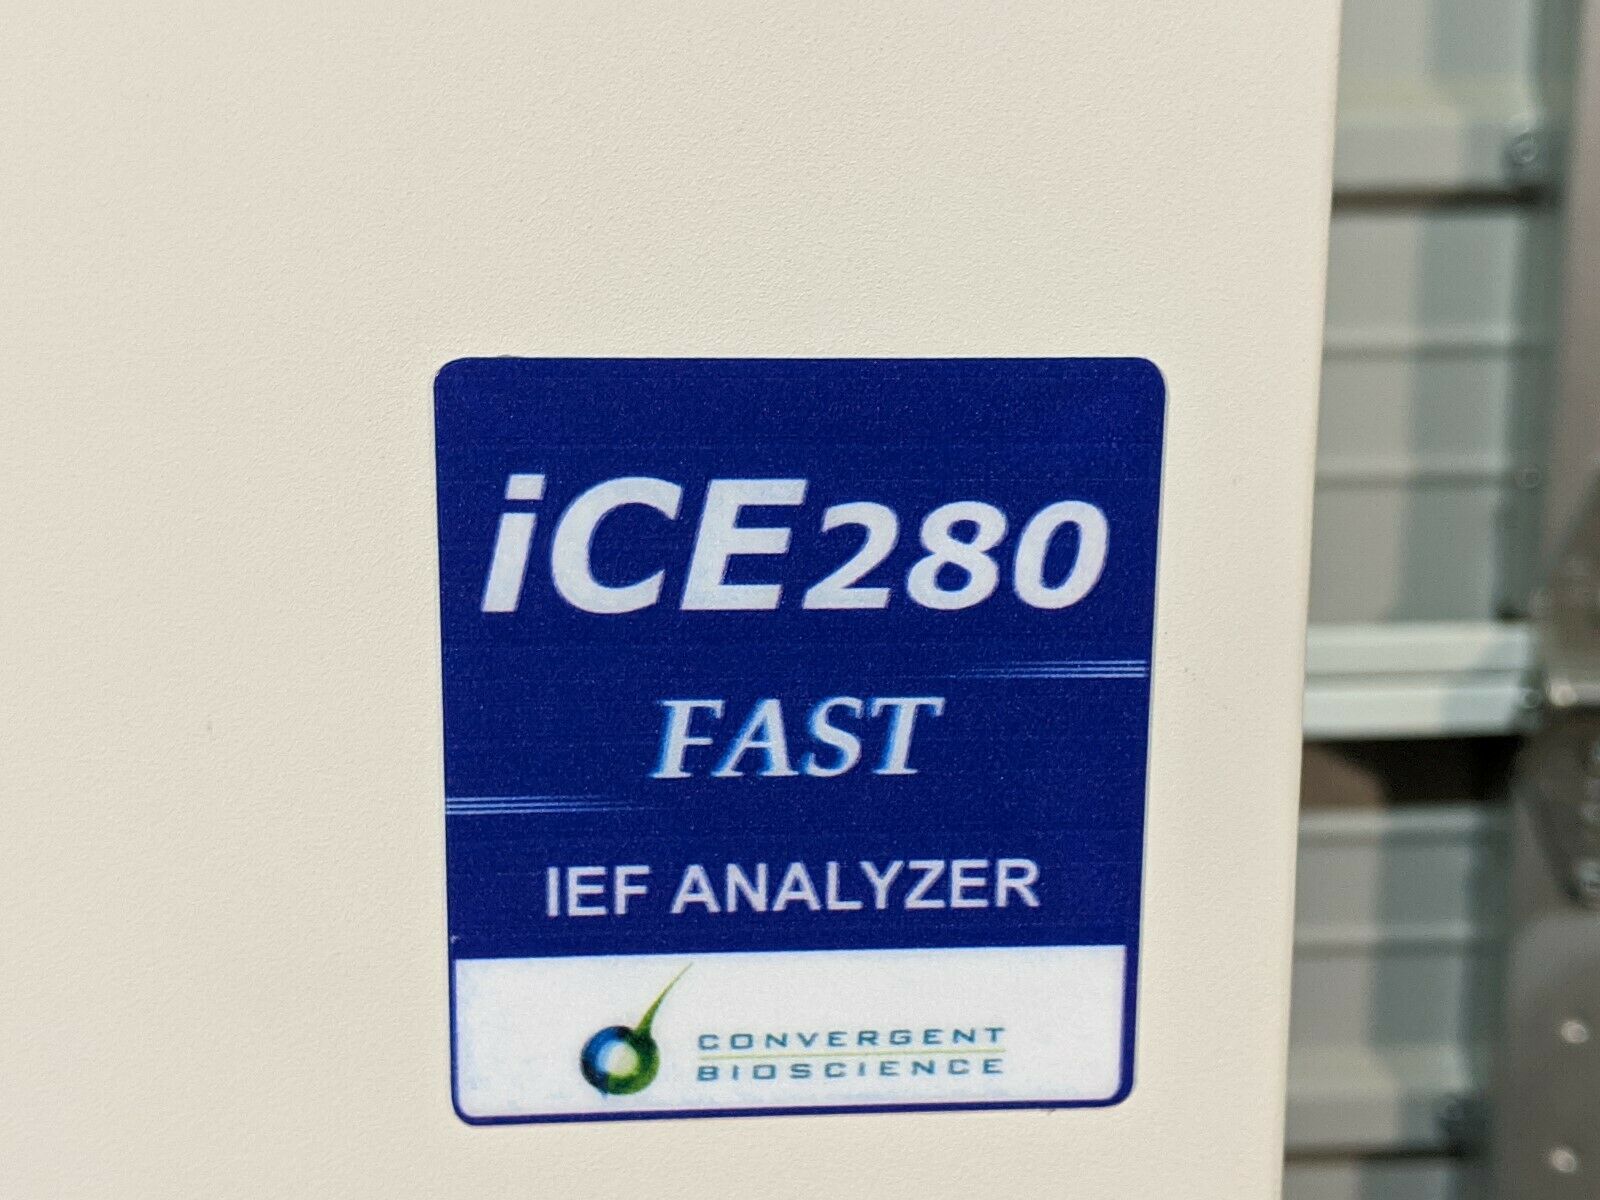 iCE280
FAST
IEF ANALYZER
CONVERGENT
BIOSCIENCE